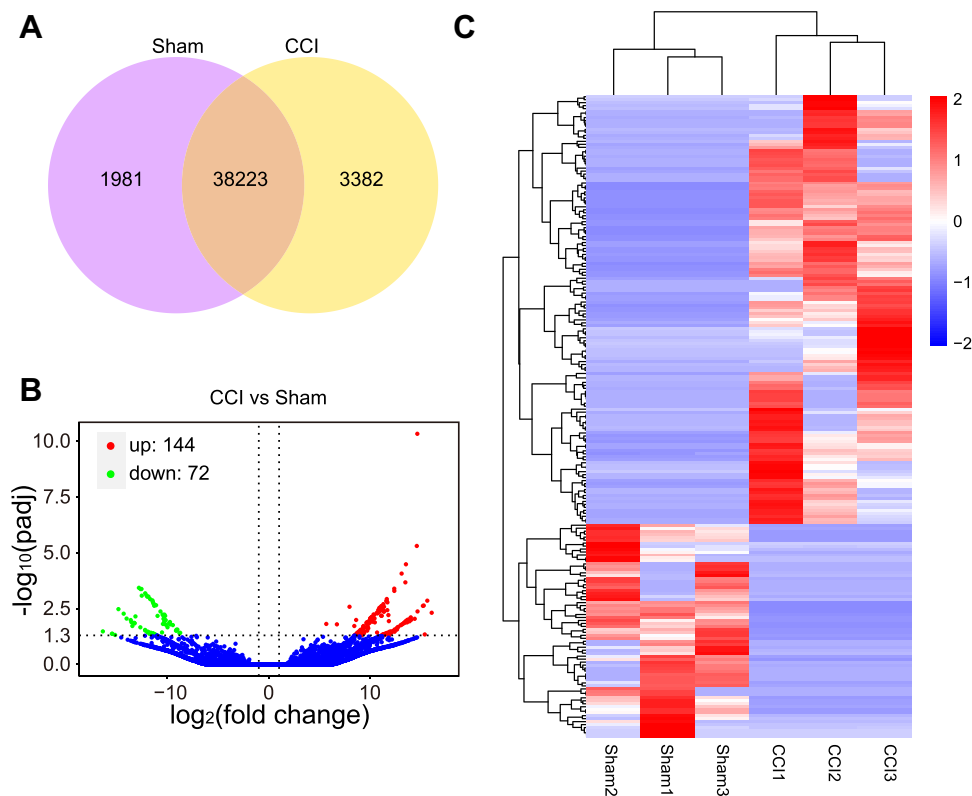 A
Sham CCI
1981 38223 3382
B
CCI vs Sham
up: 144
down: 72
-log10(padj)
10.0
7.5
5.0
2.5
1.3
0.0
−10 0 10
log2(fold change)
C
2
1
0
−1
−2
Sham2 Sham1 Sham3 CCI1 CCI2 CCI3